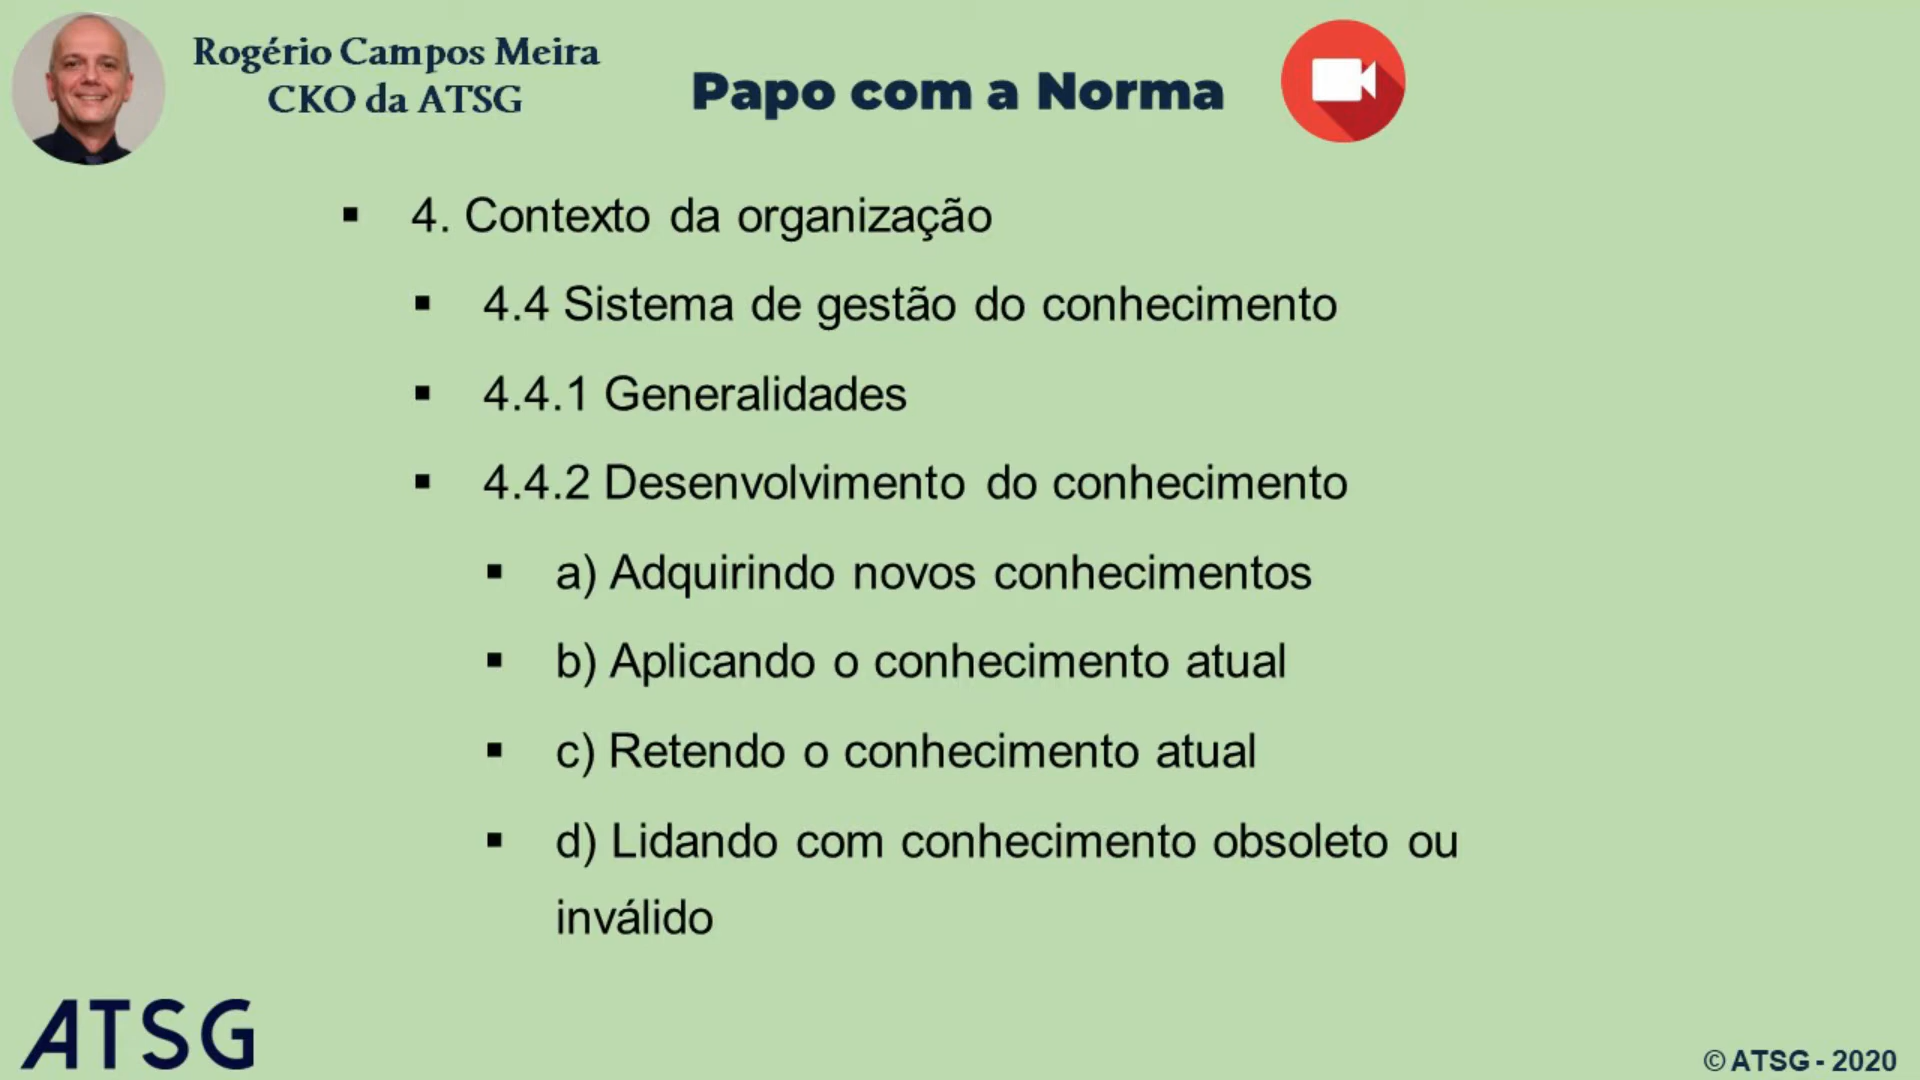 Rogério Campos Meira
CKO da ATSG
Papo com a Norma
▪ 4. Contexto da organização
▪ 4.4 Sistema de gestão do conhecimento
▪ 4.4.1 Generalidades
▪ 4.4.2 Desenvolvimento do conhecimento
▪ a) Adquirindo novos conhecimentos
▪ b) Aplicando o conhecimento atual
▪ c) Retendo o conhecimento atual
▪ d) Lidando com conhecimento obsoleto ou
inválido
ATSG
© ATSG - 2020